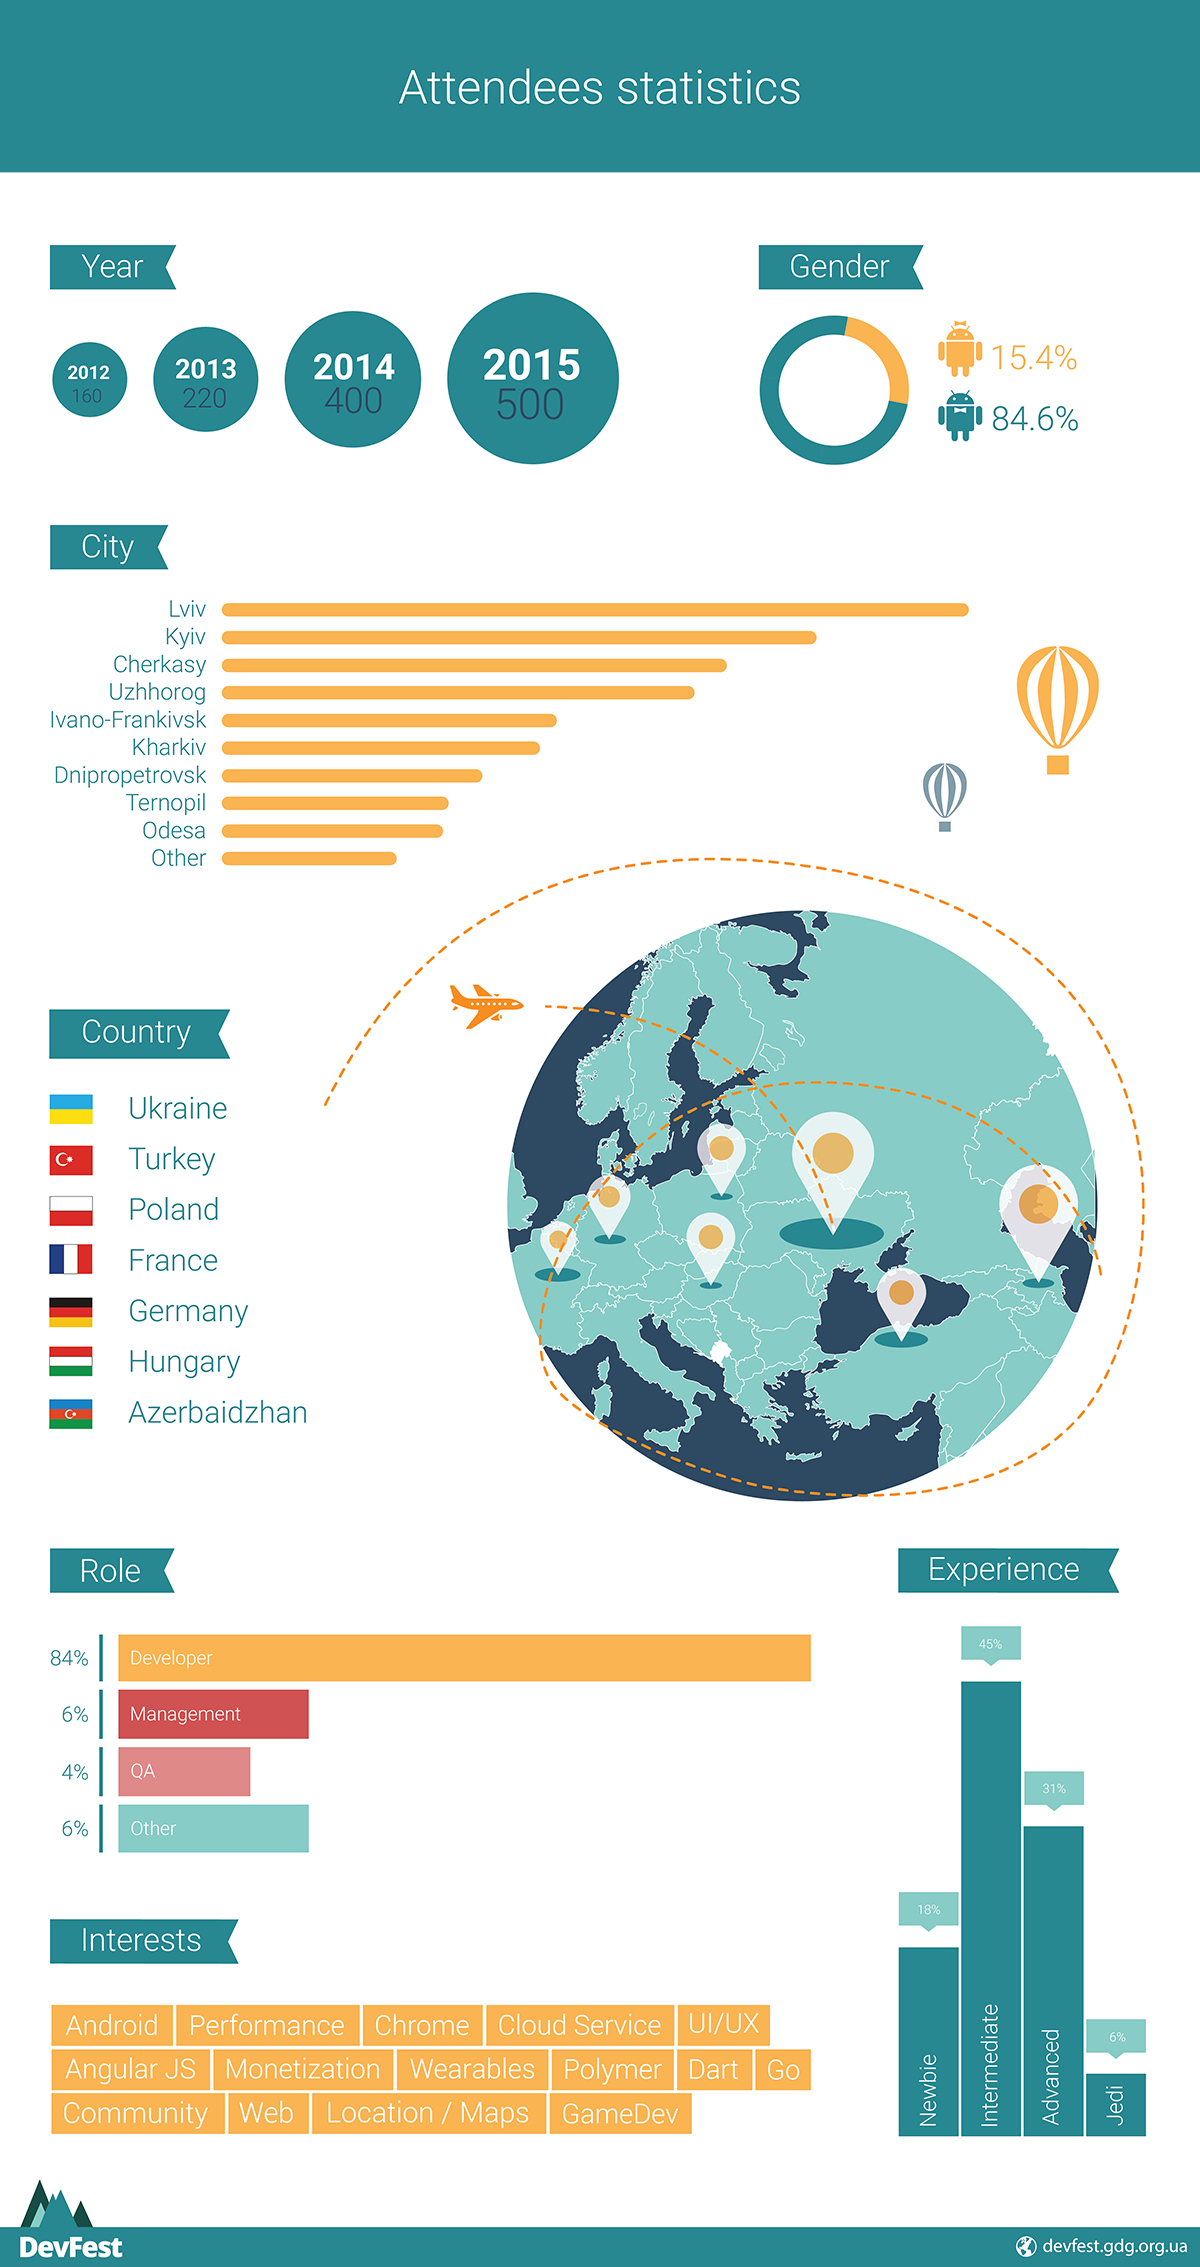 Attendees statistics
Year
Gender
2012
160
2013
220
2014
400
2015
500
15.4%
84.6%
City
Lviv
Kyiv
Cherkasy
Uzhhorog
Ivano-Frankivsk
Kharkiv
Dnipropetrovsk
Ternopil
Odesa
Other
Country
Ukraine
Turkey
Poland
France
Germany
Hungary
Azerbaidzhan
Role
84% Developer
6% Management
4% QA
6% Other
Experience
18%
Newbie
45%
Intermediate
31%
Advanced
6%
Jedi
Interests
Android Performance Chrome Cloud Service UI/UX
Angular JS Monetization Wearables Polymer Dart Go
Community Web Location / Maps GameDev
DevFest
devfest.gdg.org.ua